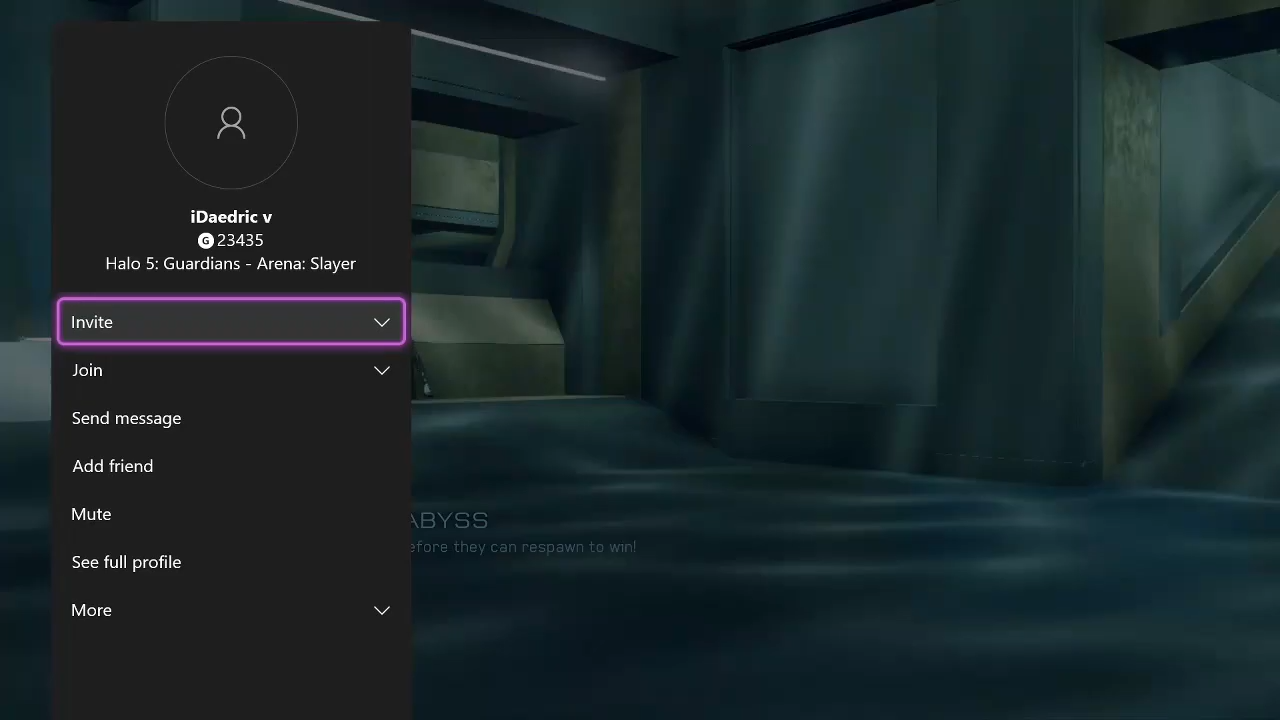 iDaedric v
G 23435
Halo 5: Guardians - Arena: Slayer
Invite
Join
Send message
Add friend
Mute
See full profile
More
ABYSS
efore they can respawn to win!